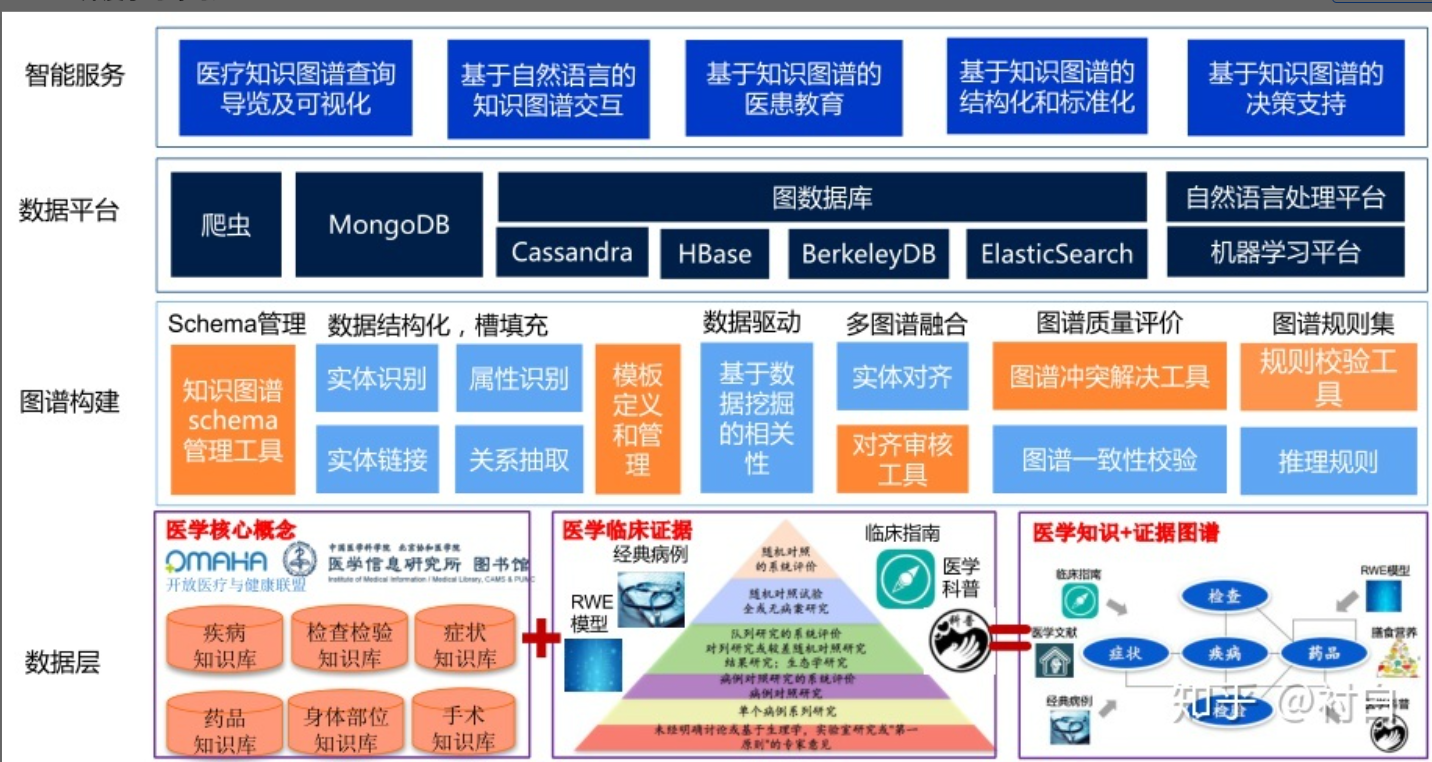 智能服务
医疗知识图谱查询
导览及可视化
基于自然语言的
知识图谱交互
基于知识图谱的
医患教育
基于知识图谱的
结构化和标准化
基于知识图谱的
决策支持
数据平台
爬虫
MongoDB
图数据库
Cassandra
HBase
BerkeleyDB
ElasticSearch
自然语言处理平台
机器学习平台
图谱构建
Schema管理
数据结构化，槽填充
数据驱动
多图谱融合
图谱质量评价
图谱规则集
知识图谱
schema
管理工具
实体识别
属性识别
实体链接
关系抽取
模板
定义
和管
理
基于数
据挖掘
的相关
性
实体对齐
对齐审核
工具
图谱冲突解决工具
图谱一致性校验
规则校验工
具
推理规则
数据层
医学核心概念
OMAHA
开放医疗与健康联盟
中国医学科学院 北京协和医学院
医学信息研究所 图书馆
Institute of Medical Information / Medical Library, CAMS & PUMC
疾病
知识库
检查检验
知识库
症状
知识库
药品
知识库
身体部位
知识库
手术
知识库
+
医学临床证据
经典病例
RWE
模型
临床指南
医学
科普
科普
随机对照
的系统评价
随机对照试验
全或无病案研究
队列研究的系统评价
对列研究或较差随机对照研究
结果研究；生态学研究
病例对照研究的系统评价
病例对照研究
单个病例系列研究
未经明确讨论或基于生理学，实验室研究或“第一
原则”的专家意见
=
医学知识+证据图谱
临床指南
RWE模型
医学文献
膳食营养
经典病例
检查
症状
疾病
药品
检验
知乎 @对白